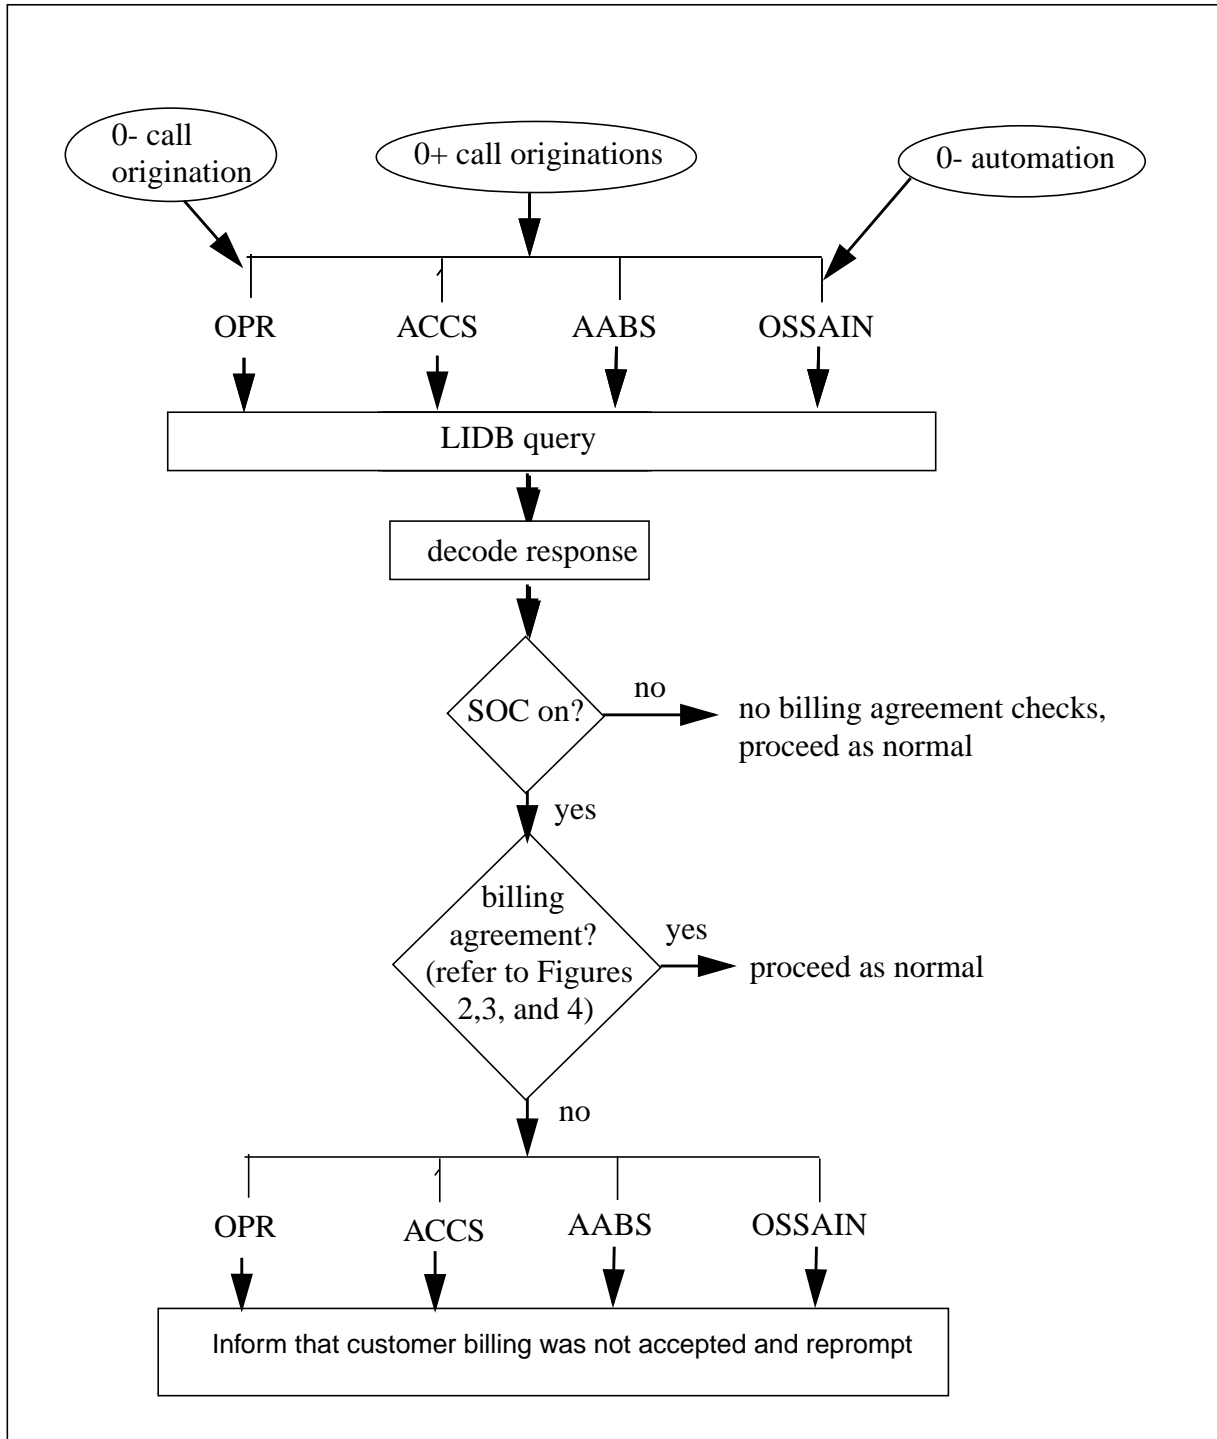 0- call
origination
0+ call originations
0- automation
OPR
ACCS
AABS
OSSAIN
LIDB query
decode response
SOC on?
no
no billing agreement checks,
proceed as normal
yes
billing
agreement?
(refer to Figures
2,3, and 4)
yes
proceed as normal
no
OPR
ACCS
AABS
OSSAIN
Inform that customer billing was not accepted and reprompt